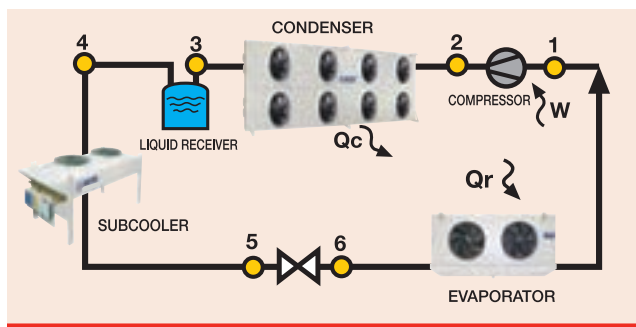 CONDENSER
4
3
2
1
COMPRESSOR
W
LIQUID RECEIVER
Qc
Qr
SUBCOOLER
5
6
EVAPORATOR